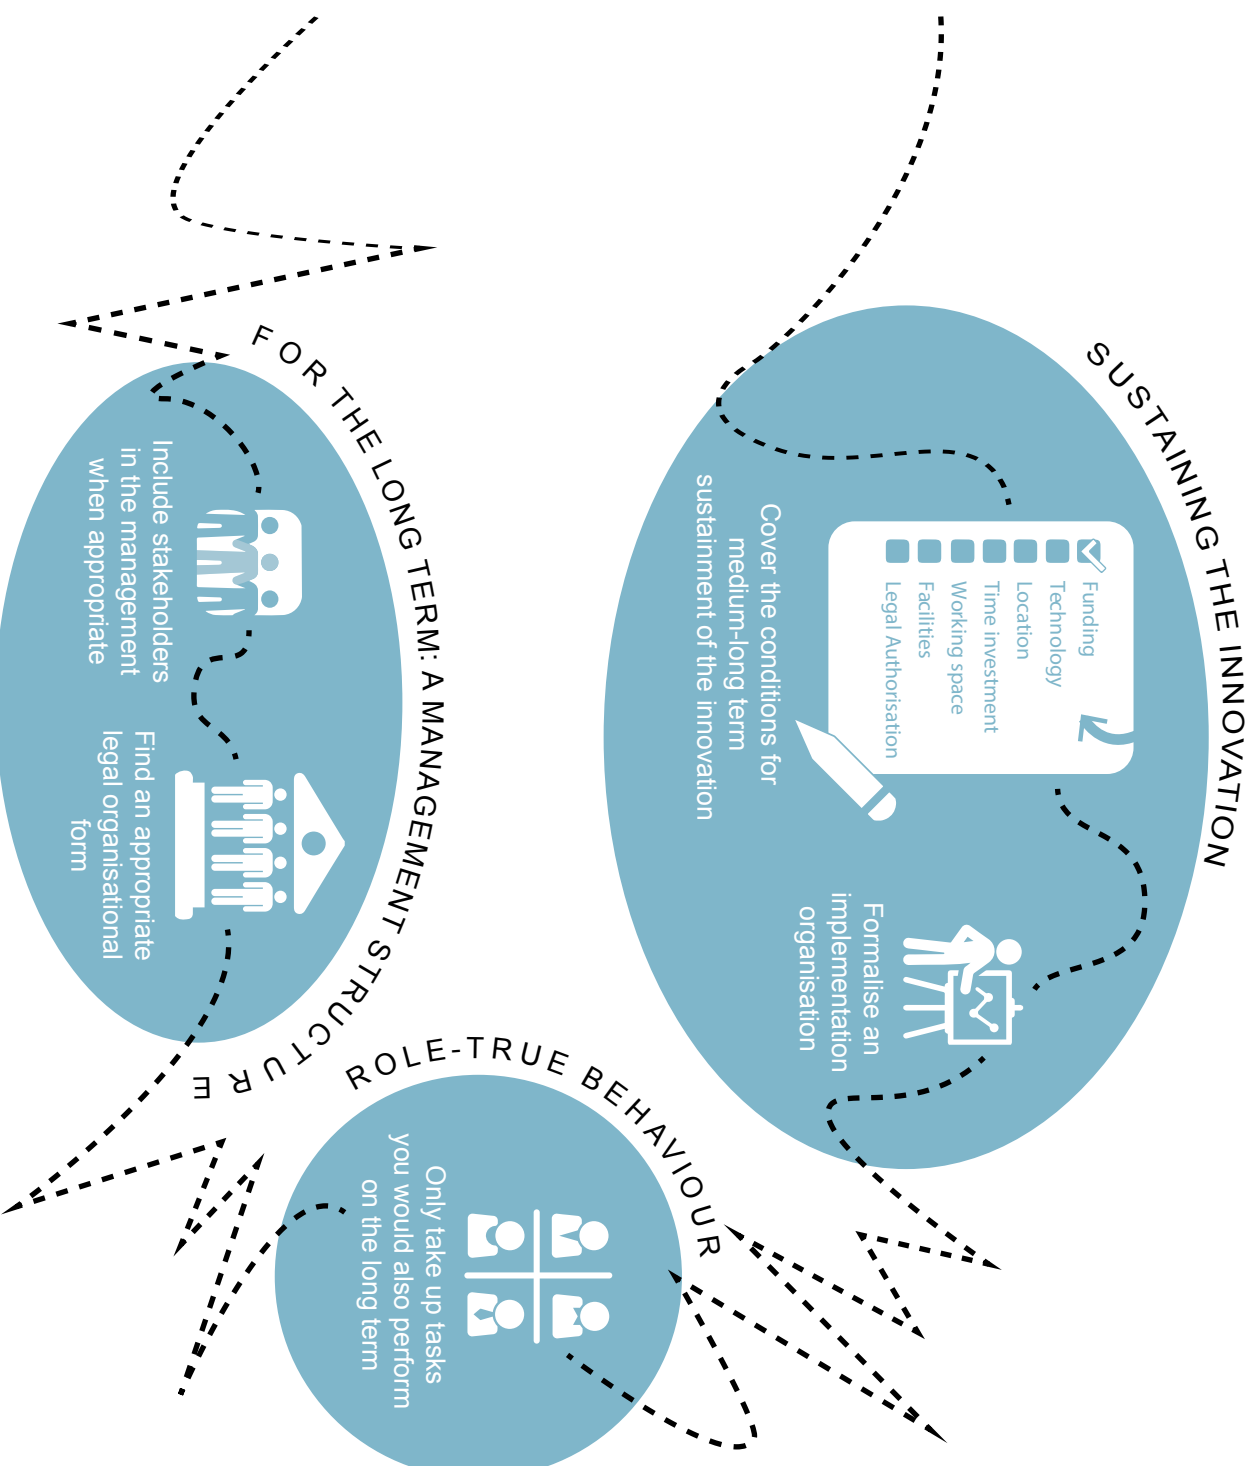 SUSTAINING THE INNOVATION
Funding
Technology
Location
Time investment
Working space
Facilities
Legal Authorisation
Cover the conditions for
medium-long term
sustainment of the innovation
Formalise an
implementation
organisation
ROLE-TRUE BEHAVIOUR
Only take up tasks
you would also perform
on the long term
FOR THE LONG TERM: A MANAGEMENT STRUCTURE
Include stakeholders
in the management
when appropriate
Find an appropriate
legal organisational
form